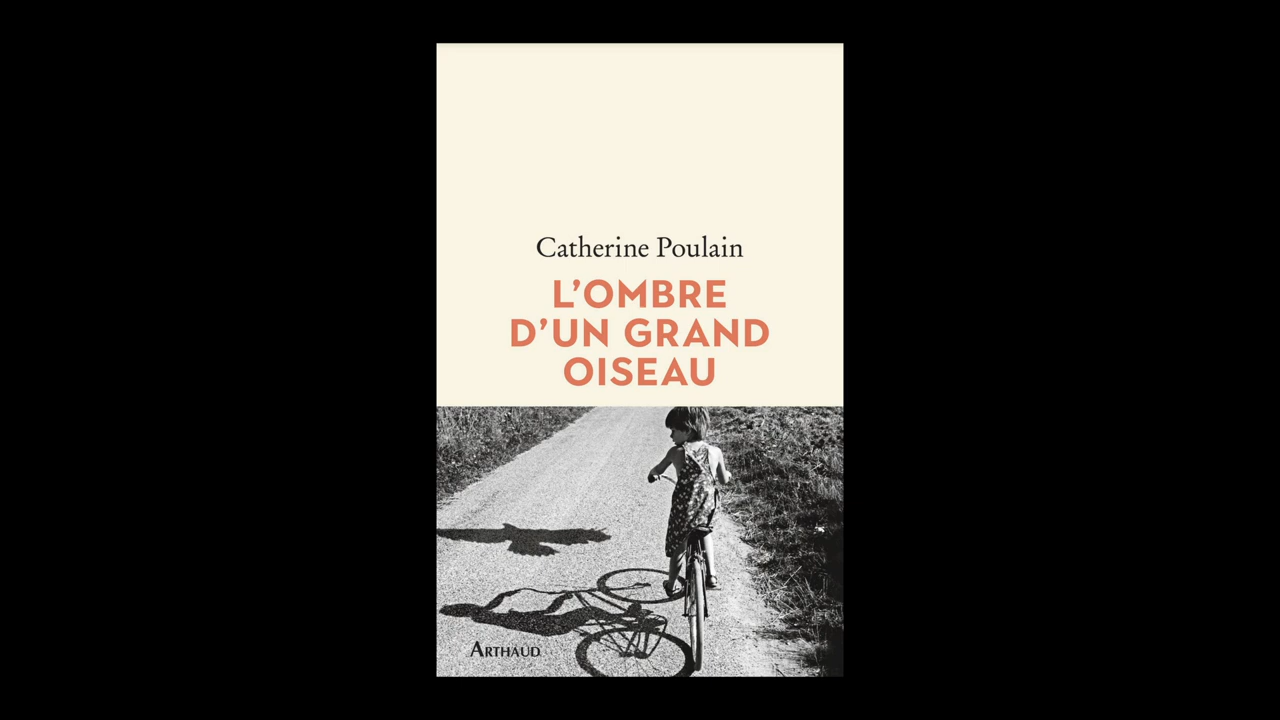 Catherine Poulain
L’OMBRE
D’UN GRAND
OISEAU
ARTHAUD